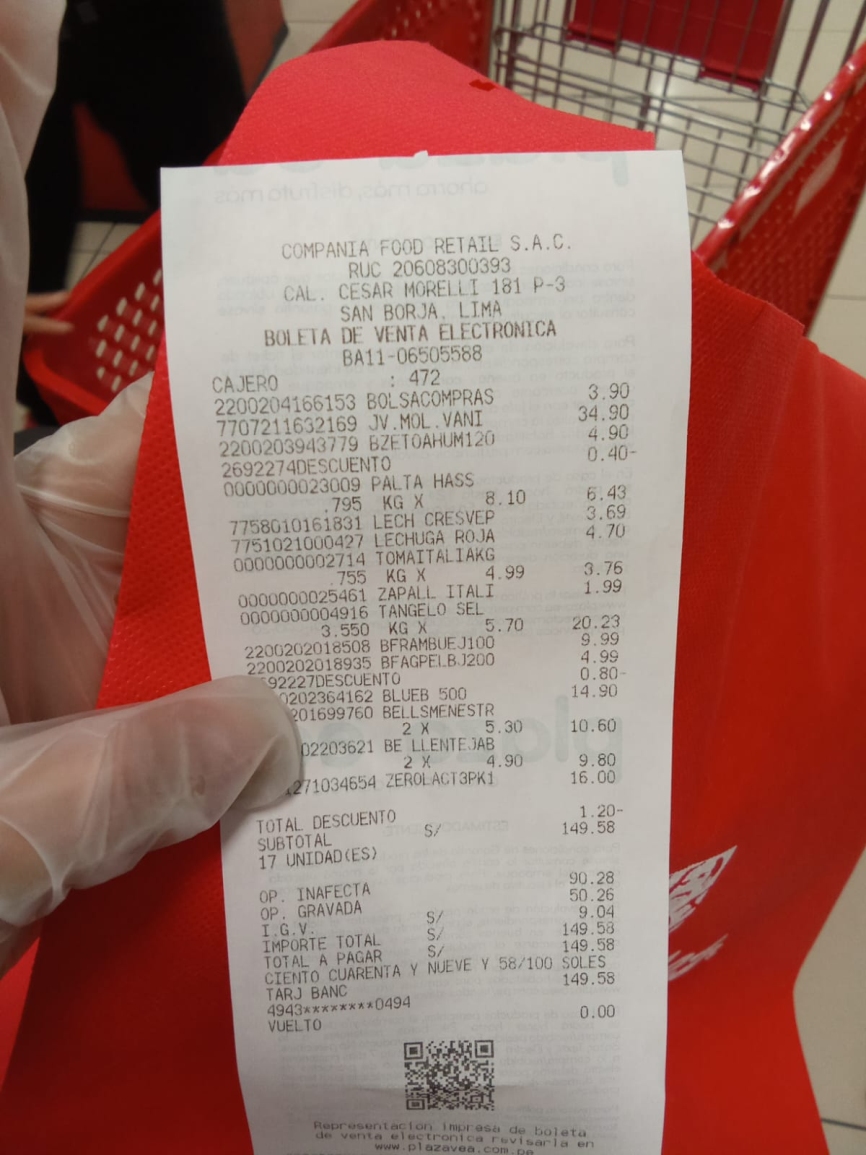 COMPANIA FOOD RETAIL S.A.C.
RUC 20608300393
CAL. CESAR MORELLI 181 P-3
SAN BORJA. LIMA
BOLETA DE VENTA ELECTRONICA
BA11-06505588
CAJERO : 472
2200204166153 BOLSACOMPRAS 3.90
7707211632169 JV.MOL.VANI 34.90
2200203943779 BZETOAHUM120 4.90
2692274DESCUENTO 0.40-
0000000023009 PALTA HASS
.795 KG X 8.10 6.43
7758010161831 LECH CRESVEP 3.69
7751021000427 LECHUGA ROJA 4.70
0000000002714 TOMAITALIAKG
.755 KG X 4.99 3.76
0000000025461 ZAPALL ITALI 1.99
0000000004916 TANGELO SEL
3.550 KG X 5.70 20.23
2200202018508 BFRAMBUEJ100 9.99
2200202018935 BFAGPELBJ200 4.99
92227DESCUENTO 0.80-
0202364162 BLUEB 500 14.90
201699760 BELLSMENESTR
2 X 5.30 10.60
02203621 BE LLENTEJAB
2 X 4.90 9.80
1271034654 ZEROLACT3PK1 16.00
TOTAL DESCUENTO 1.20-
SUBTOTAL S/ 149.58
17 UNIDAD(ES)
OP. INAFECTA 90.28
OP. GRAVADA 50.26
I.G.V. S/ 9.04
IMPORTE TOTAL S/ 149.58
TOTAL A PAGAR S/ 149.58
CIENTO CUARENTA Y NUEVE Y 58/100 SOLES
TARJ BANC 149.58
4943********0494
VUELTO 0.00
Representación impresa de boleta
de venta electronica revisarla en
www.plazavea.com.pe